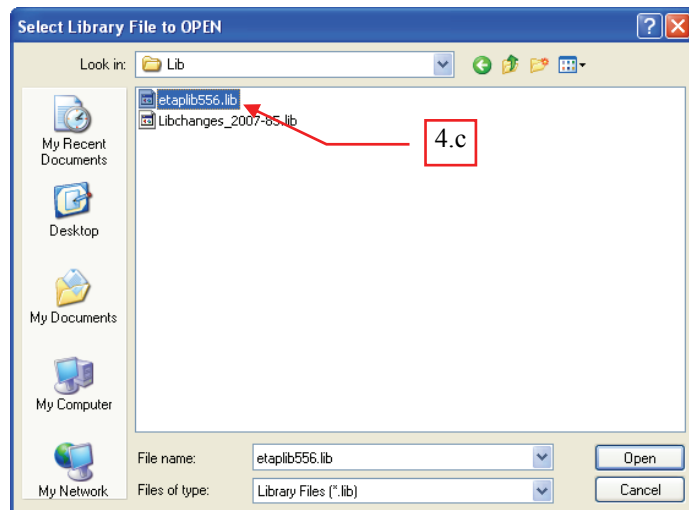 Select Library File to OPEN
Look in: Lib
My Recent Documents
Desktop
My Documents
My Computer
My Network
etaplib556.lib
Libchanges_2007-85.lib
4.c
File name: etaplib556.lib Open
Files of type: Library Files (*.lib) Cancel